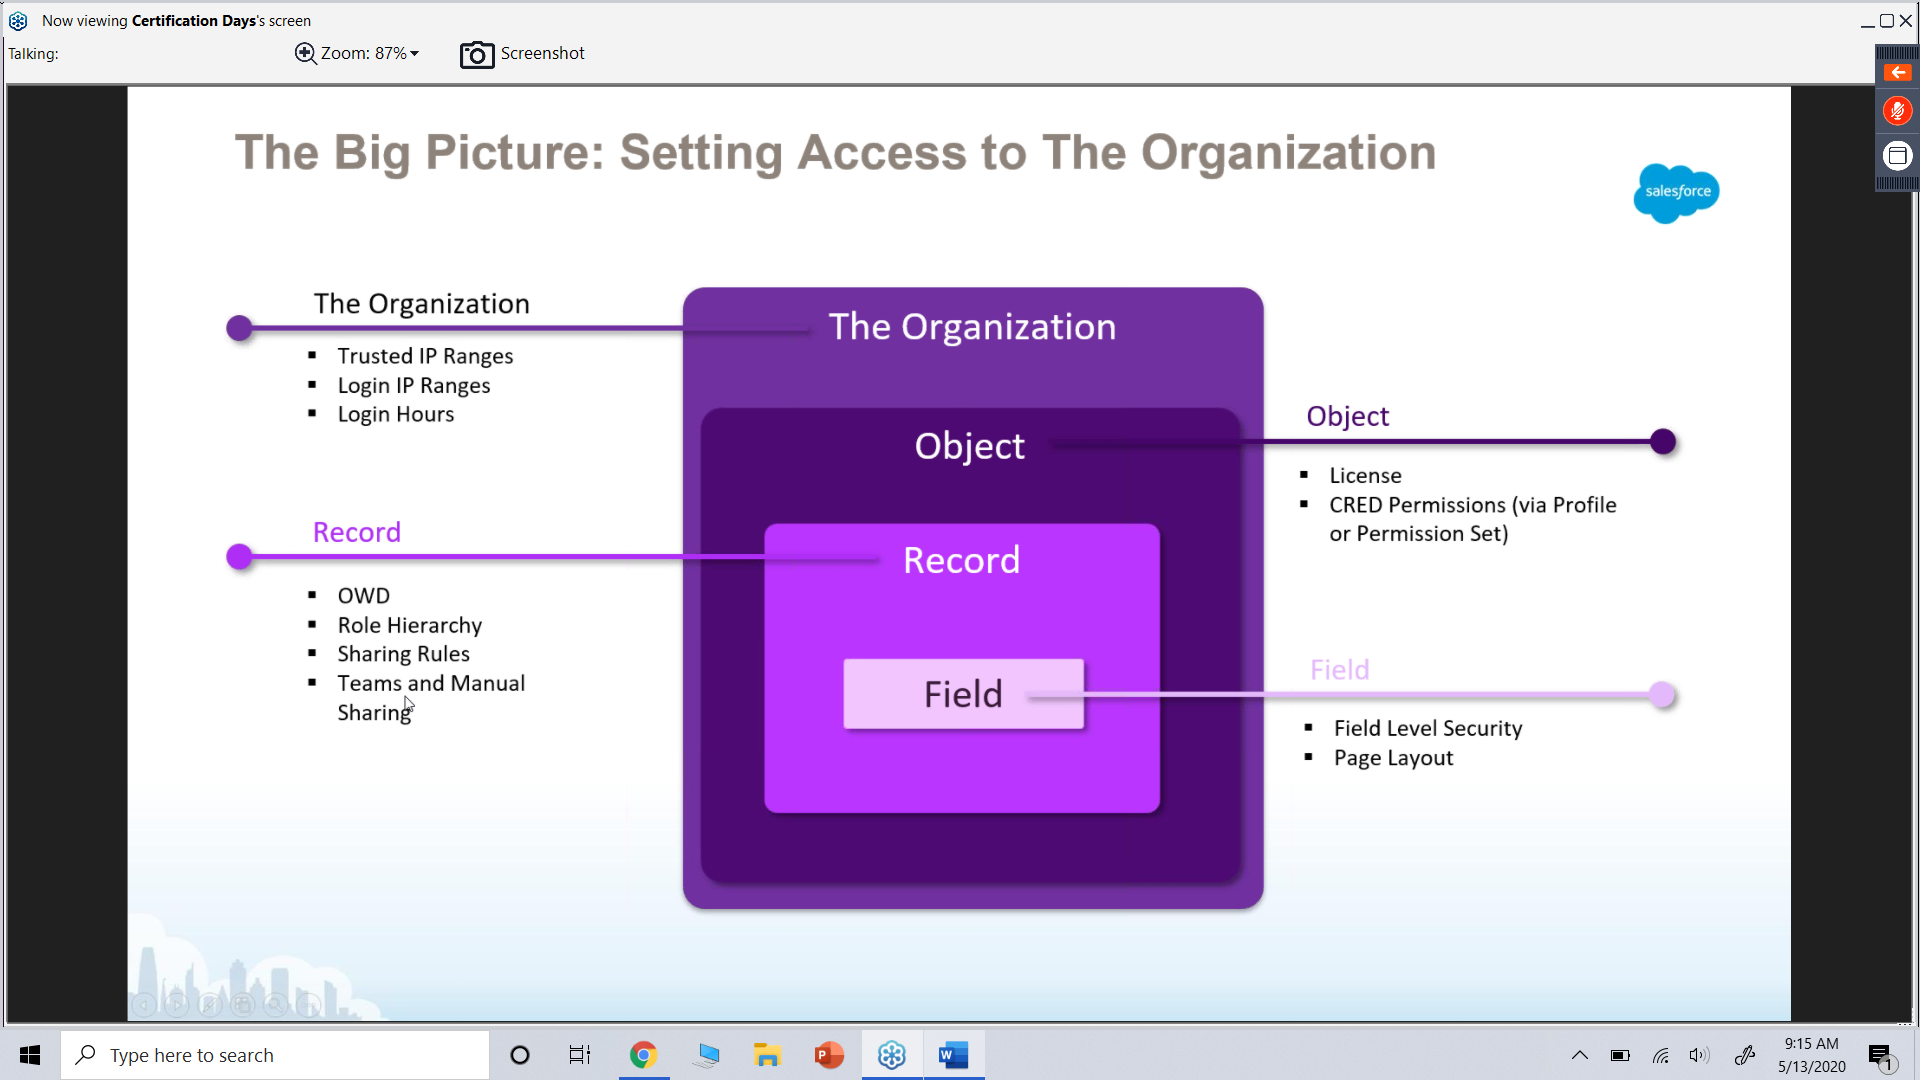 Now viewing Certification Days's screen
Talking:
Zoom: 87%
Screenshot
The Big Picture: Setting Access to The Organization
salesforce
The Organization
Trusted IP Ranges
Login IP Ranges
Login Hours
Record
OWD
Role Hierarchy
Sharing Rules
Teams and Manual
Sharing
The Organization
Object
Record
Field
Object
License
CRED Permissions (via Profile
or Permission Set)
Field
Field Level Security
Page Layout
Type here to search
P
W
9:15 AM
5/13/2020
1